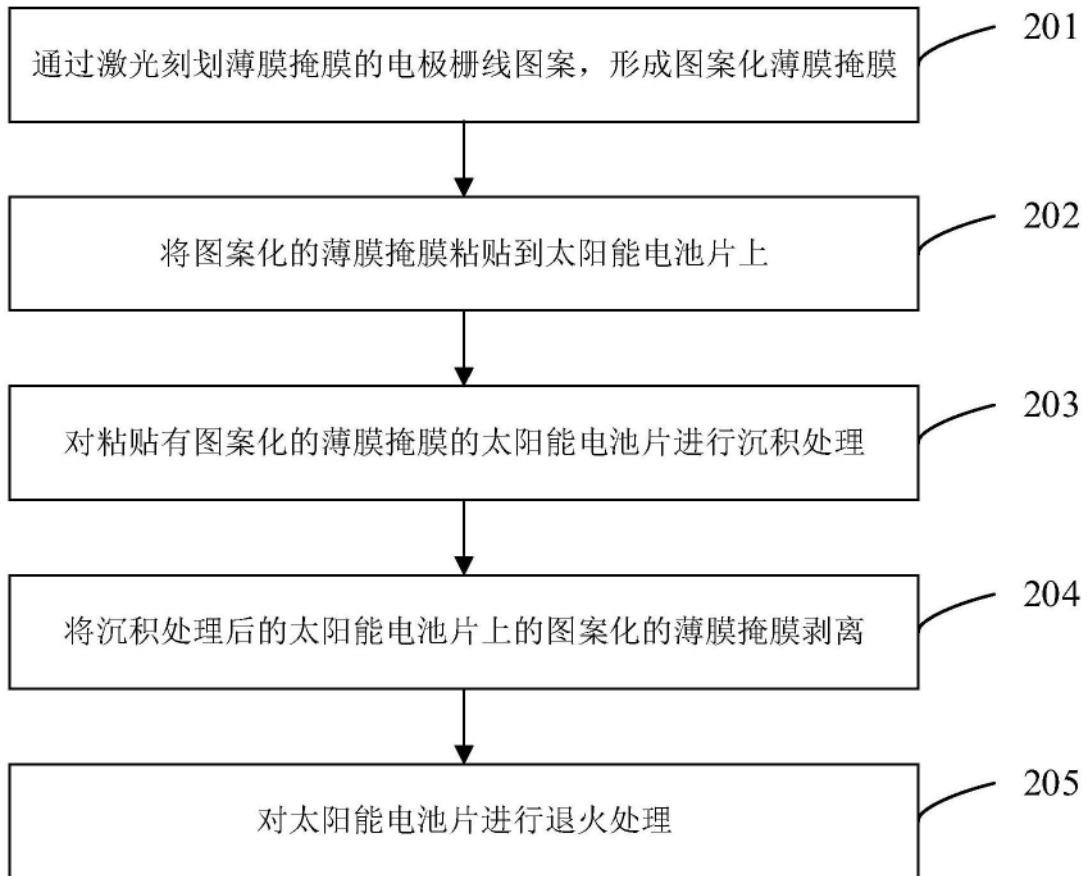 通过激光刻划薄膜掩膜的电极栅线图案，形成图案化薄膜掩膜
201
将图案化的薄膜掩膜粘贴到太阳能电池片上
202
对粘贴有图案化的薄膜掩膜的太阳能电池片进行沉积处理
203
将沉积处理后的太阳能电池片上的图案化的薄膜掩膜剥离
204
对太阳能电池片进行退火处理
205